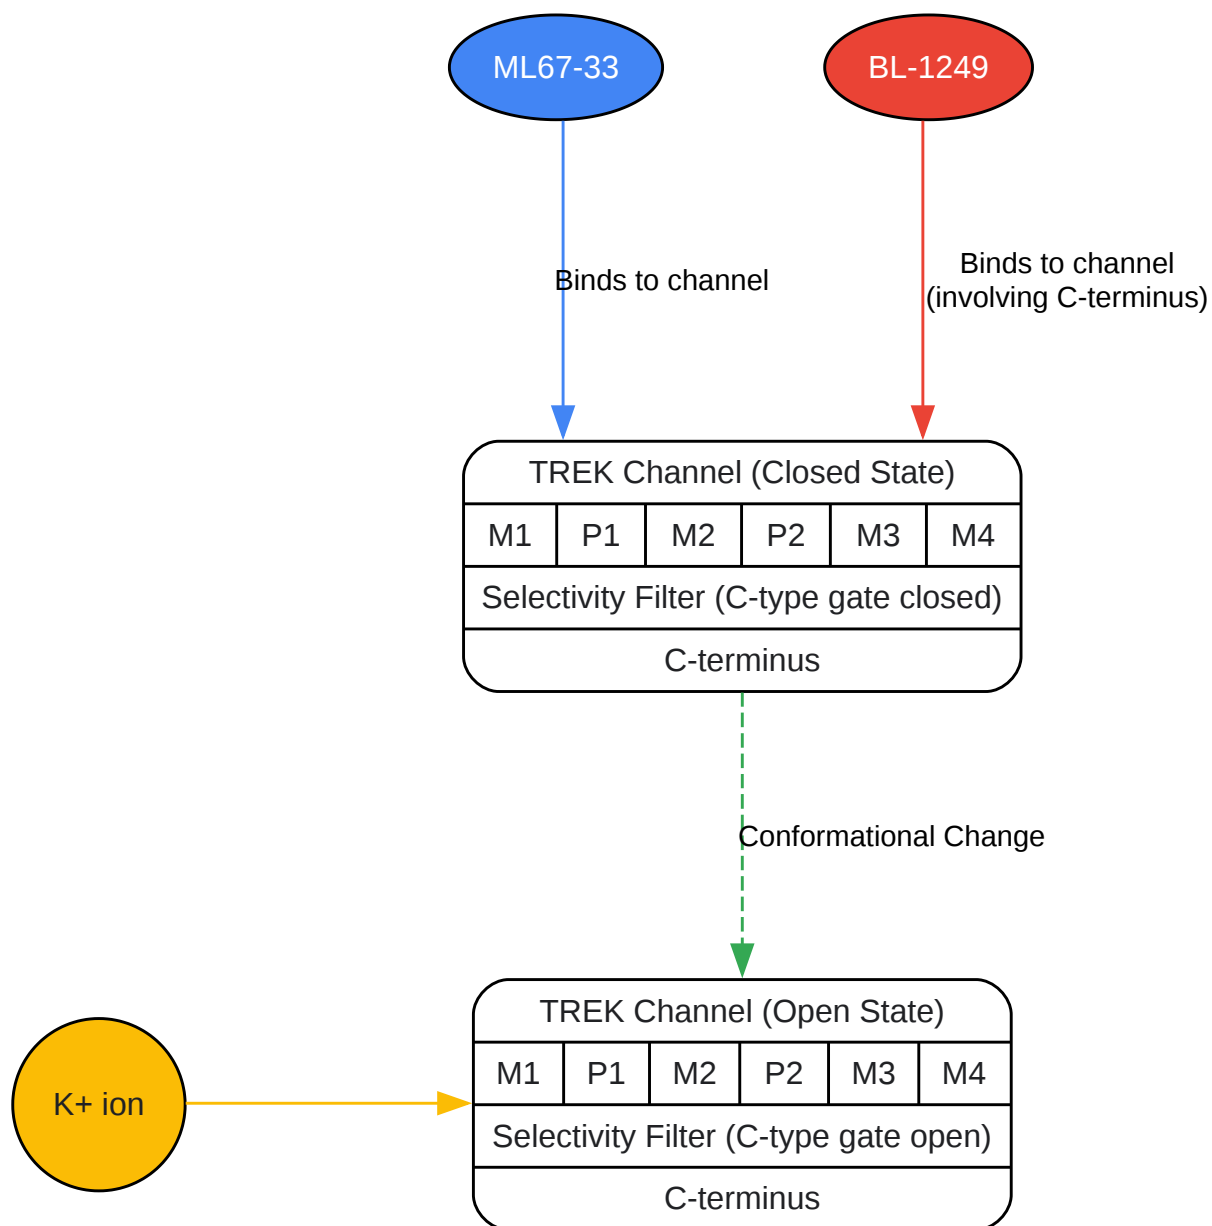 ML67-33
BL-1249
Binds to channel
Binds to channel
(involving C-terminus)
TREK Channel (Closed State)
M1 P1 M2 P2 M3 M4
Selectivity Filter (C-type gate closed)
C-terminus
Conformational Change
TREK Channel (Open State)
M1 P1 M2 P2 M3 M4
K+ ion
Selectivity Filter (C-type gate open)
C-terminus